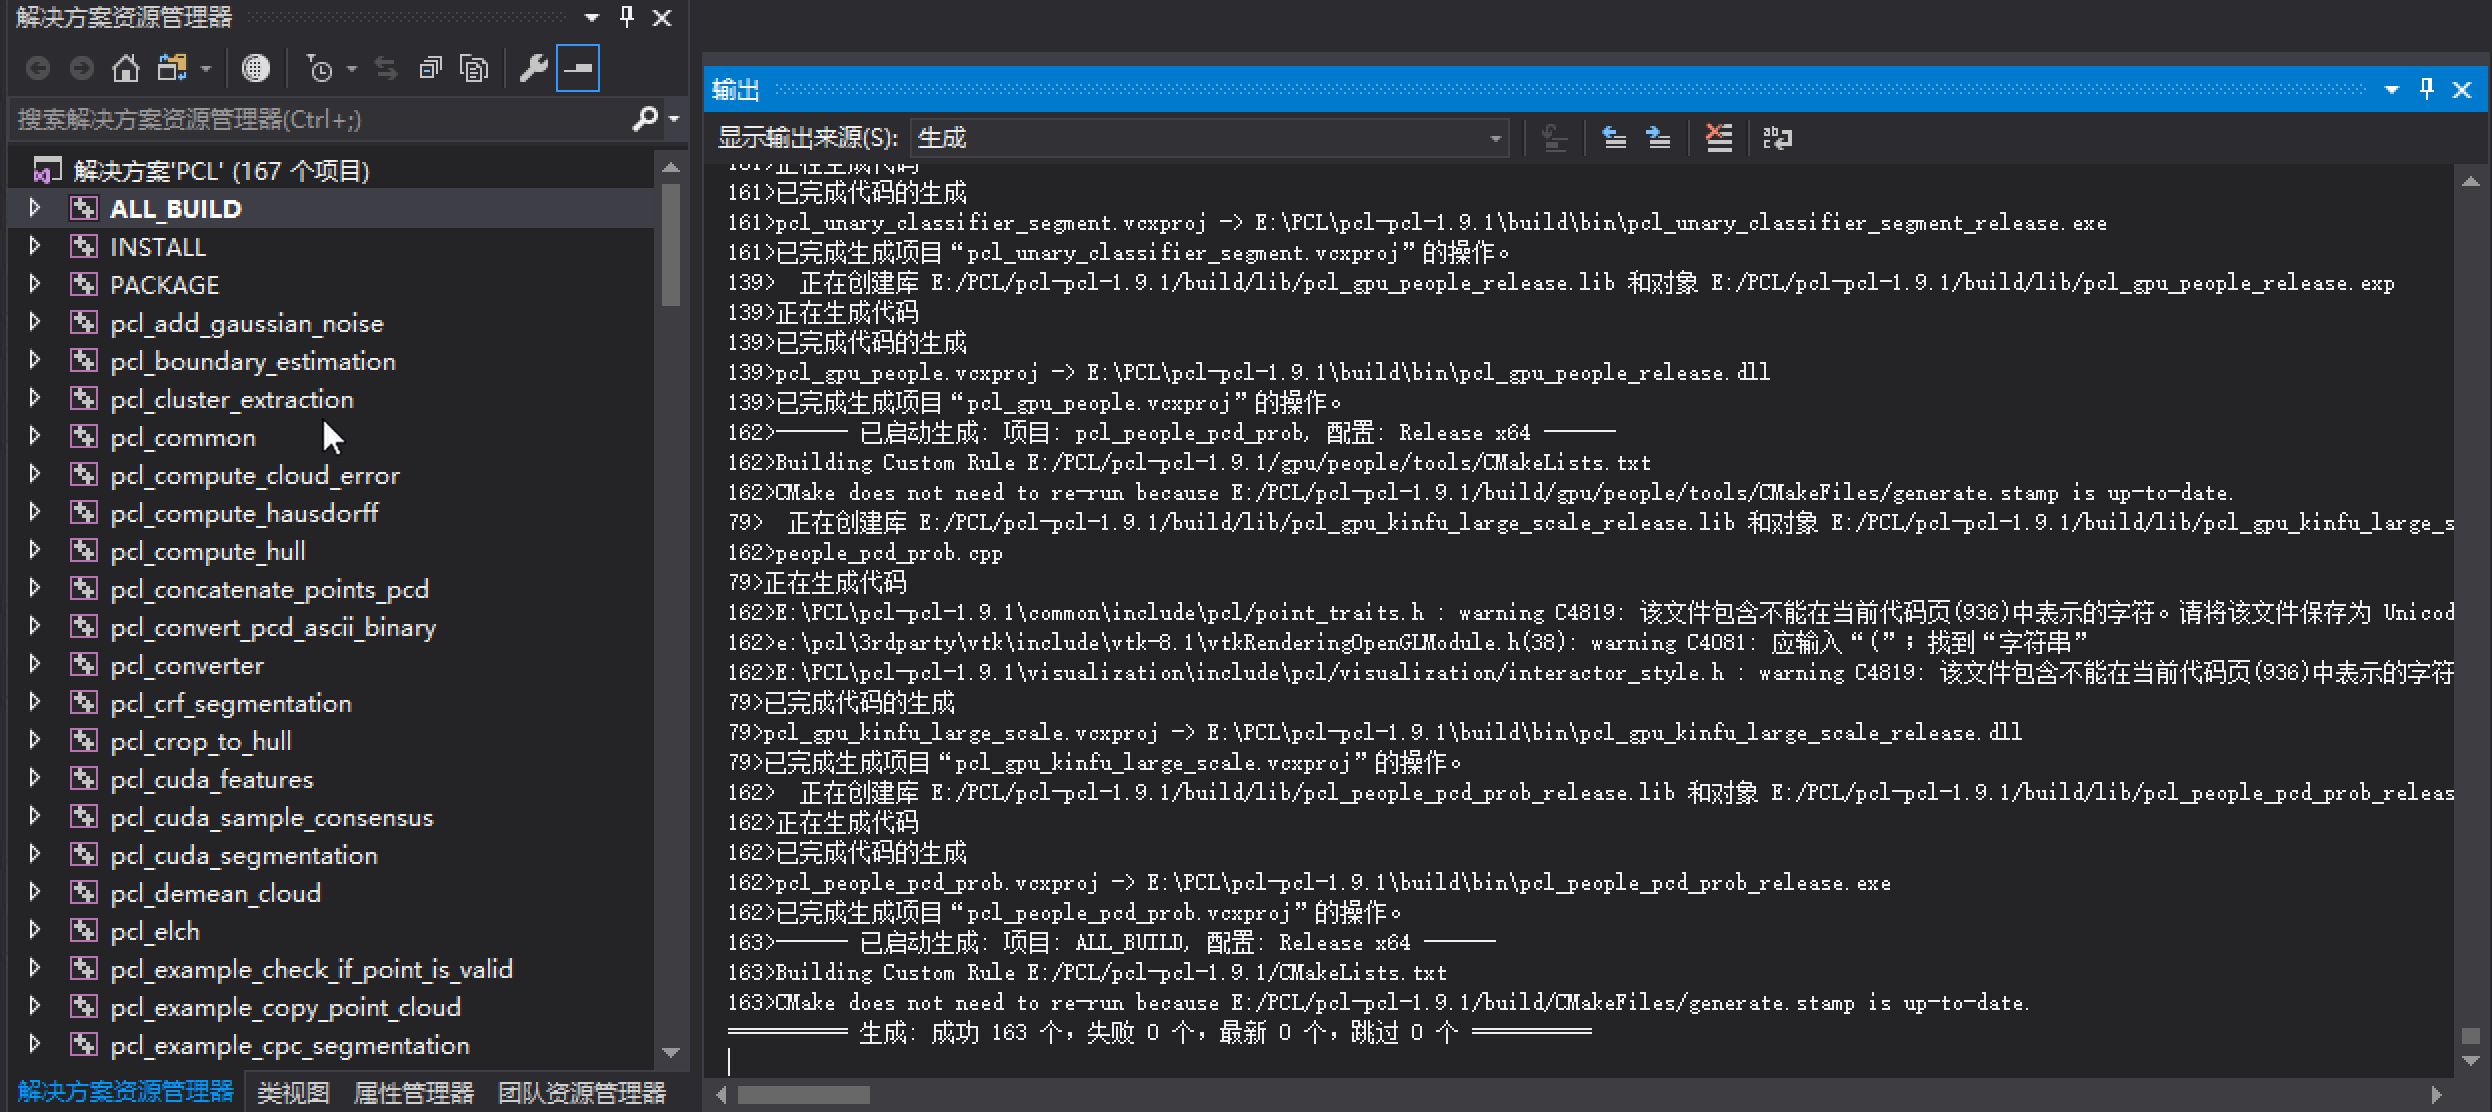 解决方案资源管理器
搜索解决方案资源管理器(Ctrl+;)
解决方案'PCL' (167 个项目)
ALL_BUILD
INSTALL
PACKAGE
pcl_add_gaussian_noise
pcl_boundary_estimation
pcl_cluster_extraction
pcl_common
pcl_compute_cloud_error
pcl_compute_hausdorff
pcl_compute_hull
pcl_concatenate_points_pcd
pcl_convert_pcd_ascii_binary
pcl_converter
pcl_crf_segmentation
pcl_crop_to_hull
pcl_cuda_features
pcl_cuda_sample_consensus
pcl_cuda_segmentation
pcl_demean_cloud
pcl_elch
pcl_example_check_if_point_is_valid
pcl_example_copy_point_cloud
pcl_example_cpc_segmentation
解决方案资源管理器 类视图 属性管理器 团队资源管理器
输出
显示输出来源(S): 生成
161>正在生成代码
161>已完成代码的生成
161>pcl_unary_classifier_segment.vcxproj -> E:\PCL\pcl-pcl-1.9.1\build\bin\pcl_unary_classifier_segment_release.exe
161>已完成生成项目“pcl_unary_classifier_segment.vcxproj”的操作。
139>  正在创建库 E:/PCL/pcl-pcl-1.9.1/build/lib/pcl_gpu_people_release.lib 和对象 E:/PCL/pcl-pcl-1.9.1/build/lib/pcl_gpu_people_release.exp
139>正在生成代码
139>已完成代码的生成
139>pcl_gpu_people.vcxproj -> E:\PCL\pcl-pcl-1.9.1\build\bin\pcl_gpu_people_release.dll
139>已完成生成项目“pcl_gpu_people.vcxproj”的操作。
162>------ 已启动生成: 项目: pcl_people_pcd_prob, 配置: Release x64 ------
162>Building Custom Rule E:/PCL/pcl-pcl-1.9.1/gpu/people/tools/CMakeLists.txt
162>CMake does not need to re-run because E:/PCL/pcl-pcl-1.9.1/build/gpu/people/tools/CMakeFiles/generate.stamp is up-to-date.
79>  正在创建库 E:/PCL/pcl-pcl-1.9.1/build/lib/pcl_gpu_kinfu_large_scale_release.lib 和对象 E:/PCL/pcl-pcl-1.9.1/build/lib/pcl_gpu_kinfu_large_s
162>people_pcd_prob.cpp
79>正在生成代码
162>E:\PCL\pcl-pcl-1.9.1\common\include\pcl/point_traits.h : warning C4819: 该文件包含不能在当前代码页(936)中表示的字符。请将该文件保存为 Unicod
162>e:\pcl\3rdparty\vtk\include\vtk-8.1\vtkRenderingOpenGLModule.h(38): warning C4081: 应输入“(”；找到“字符串”
162>E:\PCL\pcl-pcl-1.9.1\visualization\include\pcl/visualization/interactor_style.h : warning C4819: 该文件包含不能在当前代码页(936)中表示的字符
79>已完成代码的生成
79>pcl_gpu_kinfu_large_scale.vcxproj -> E:\PCL\pcl-pcl-1.9.1\build\bin\pcl_gpu_kinfu_large_scale_release.dll
79>已完成生成项目“pcl_gpu_kinfu_large_scale.vcxproj”的操作。
162>  正在创建库 E:/PCL/pcl-pcl-1.9.1/build/lib/pcl_people_pcd_prob_release.lib 和对象 E:/PCL/pcl-pcl-1.9.1/build/lib/pcl_people_pcd_prob_releas
162>正在生成代码
162>已完成代码的生成
162>pcl_people_pcd_prob.vcxproj -> E:\PCL\pcl-pcl-1.9.1\build\bin\pcl_people_pcd_prob_release.exe
162>已完成生成项目“pcl_people_pcd_prob.vcxproj”的操作。
163>------ 已启动生成: 项目: ALL_BUILD, 配置: Release x64 ------
163>Building Custom Rule E:/PCL/pcl-pcl-1.9.1/CMakeLists.txt
163>CMake does not need to re-run because E:/PCL/pcl-pcl-1.9.1/build/CMakeFiles/generate.stamp is up-to-date.
========== 生成: 成功 163 个，失败 0 个，最新 0 个，跳过 0 个 ==========